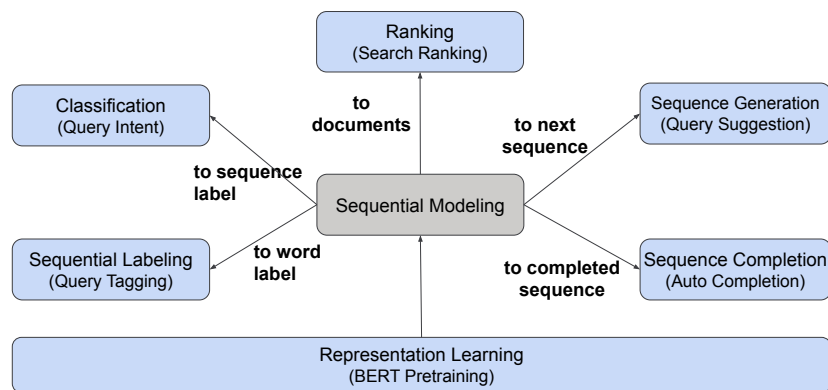 Ranking
(Search Ranking)
Classification
(Query Intent)
to
documents
to next
sequence
Sequence Generation
(Query Suggestion)
to sequence
label
Sequential Modeling
Sequential Labeling
(Query Tagging)
to word
label
to completed
sequence
Sequence Completion
(Auto Completion)
Representation Learning
(BERT Pretraining)